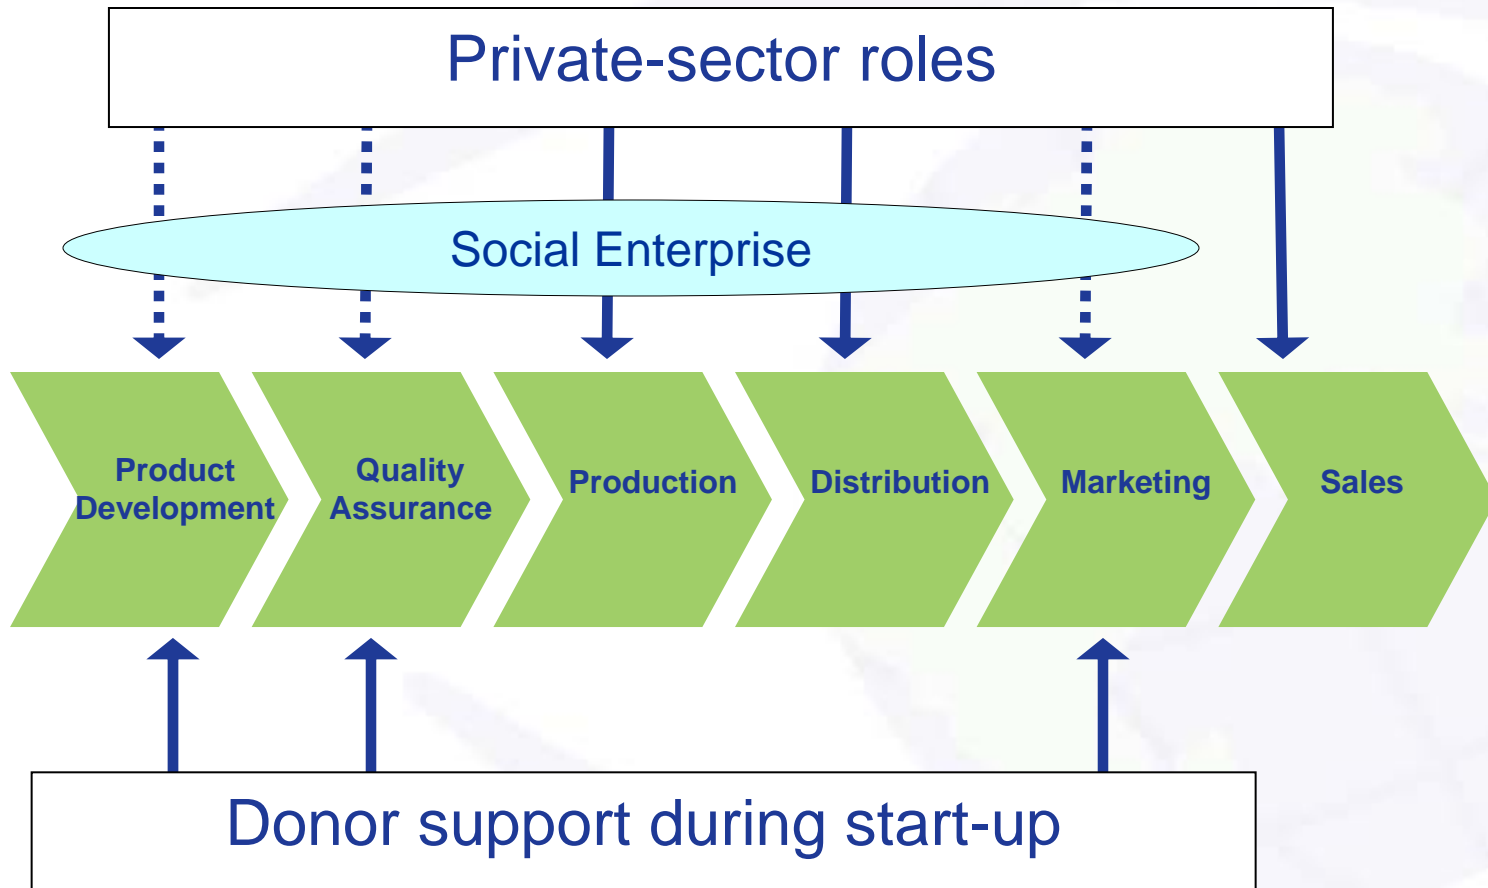 Private-sector roles
Social Enterprise
Product
Development
Quality
Assurance
Production
Distribution
Marketing
Sales
Donor support during start-up